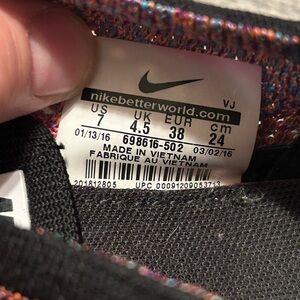 nikebetterworld.com
VJ
US UK EUR cm
7 4.5 38 24
01/13/16 698616-502 03/02/16
MADE IN VIETNAM
FABRIQUE AU VIETNAM
201612805 UPC 00091209053713